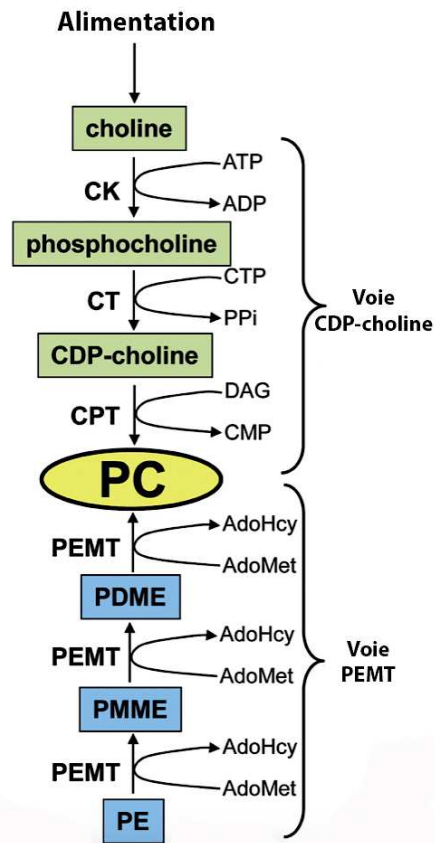 Alimentation
choline
ATP
CK
ADP
phosphocholine
CTP
CT
PPi
Voie
CDP-choline
CDP-choline
DAG
CPT
CMP
PC
AdoHcy
PEMT
AdoMet
PDME
AdoHcy
PEMT
AdoMet
Voie
PEMT
PMME
AdoHcy
PEMT
AdoMet
PE